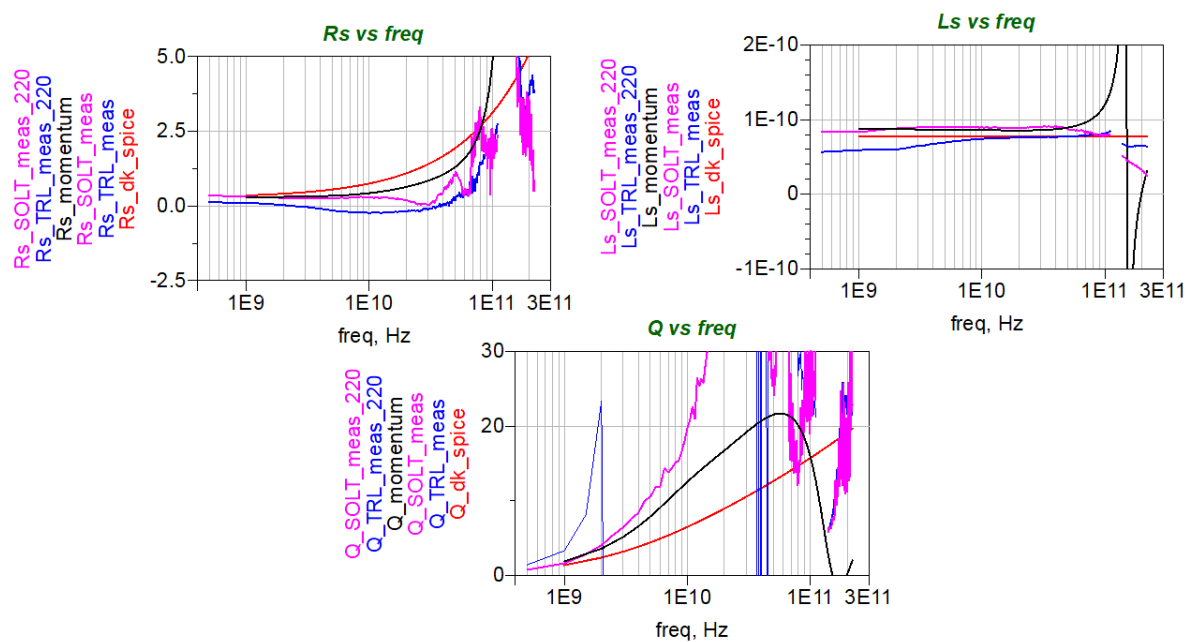 Rs vs freq
Rs_SOLT_meas_220
Rs_TRL_meas_220
Rs_momentum
Rs_SOLT_meas
Rs_TRL_meas
Rs_dk_spice
5.0
2.5
0.0
-2.5
1E9
1E10
1E11
3E11
freq, Hz
Ls vs freq
Ls_SOLT_meas_220
Ls_TRL_meas_220
Ls_momentum
Ls_SOLT_meas
Ls_TRL_meas
Ls_dk_spice
2E-10
1E-10
0
-1E-10
1E9
1E10
1E11
3E11
freq, Hz
Q vs freq
Q_SOLT_meas_220
Q_TRL_meas_220
Q_momentum
Q_SOLT_meas
Q_TRL_meas
Q_dk_spice
30
20
0
1E9
1E10
1E11
3E11
freq, Hz